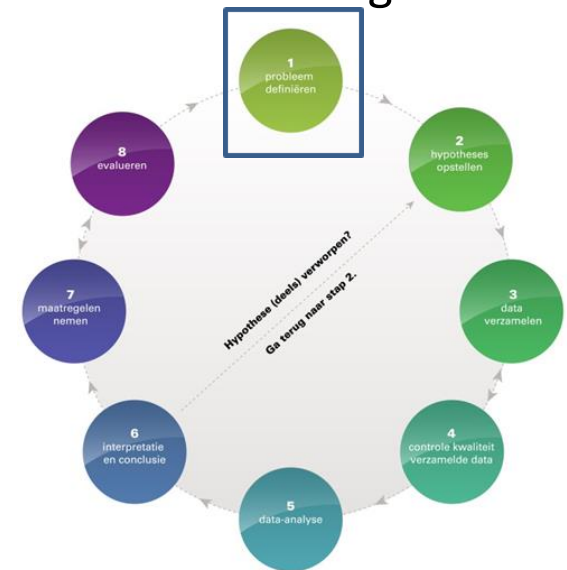 g
1
probleem
definiëren
2
hypotheses
opstellen
3
data
verzamelen
4
controle kwaliteit
verzamelde data
5
data-analyse
6
interpretatie
en conclusie
7
maatregelen
nemen
8
evalueren
Hypothese (deels) verworpen?
Ga terug naar stap 2.